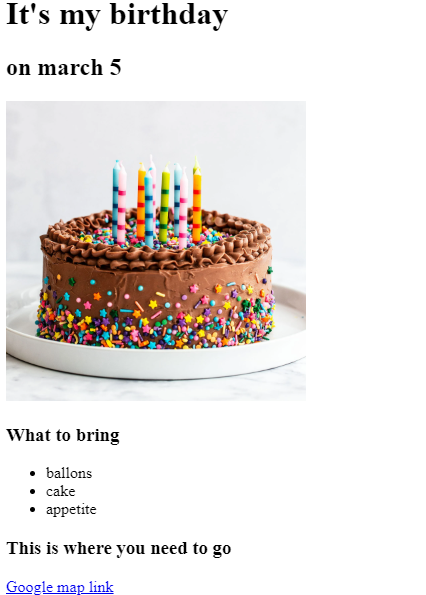 It's my birthday
on march 5
What to bring
ballons
cake
appetite
This is where you need to go
Google map link